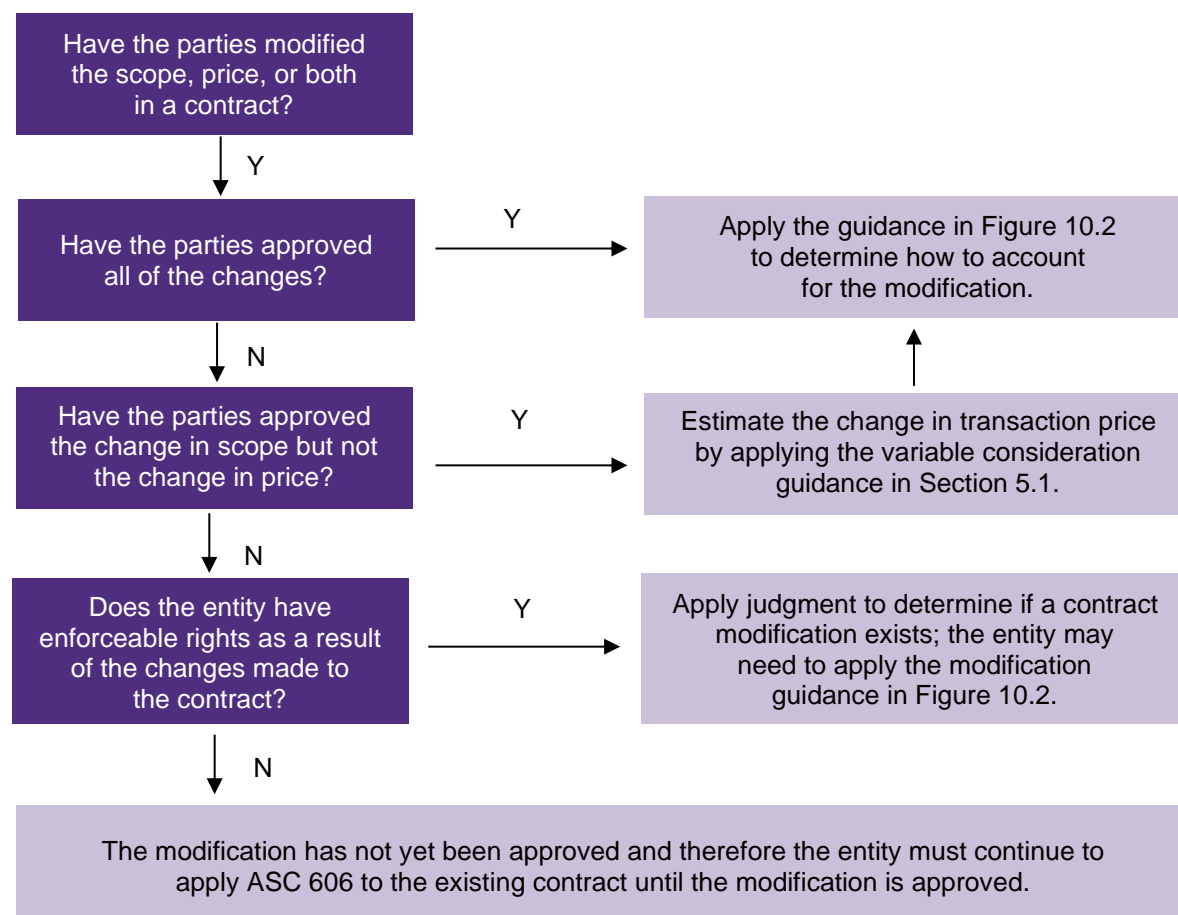 Have the parties modified
the scope, price, or both
in a contract?
Y
Have the parties approved
all of the changes?
Y
Apply the guidance in Figure 10.2
to determine how to account
for the modification.
N
Have the parties approved
the change in scope but not
the change in price?
Y
Estimate the change in transaction price
by applying the variable consideration
guidance in Section 5.1.
N
Does the entity have
enforceable rights as a result
of the changes made to
the contract?
Y
Apply judgment to determine if a contract
modification exists; the entity may
need to apply the modification
guidance in Figure 10.2.
N
The modification has not yet been approved and therefore the entity must continue to
apply ASC 606 to the existing contract until the modification is approved.